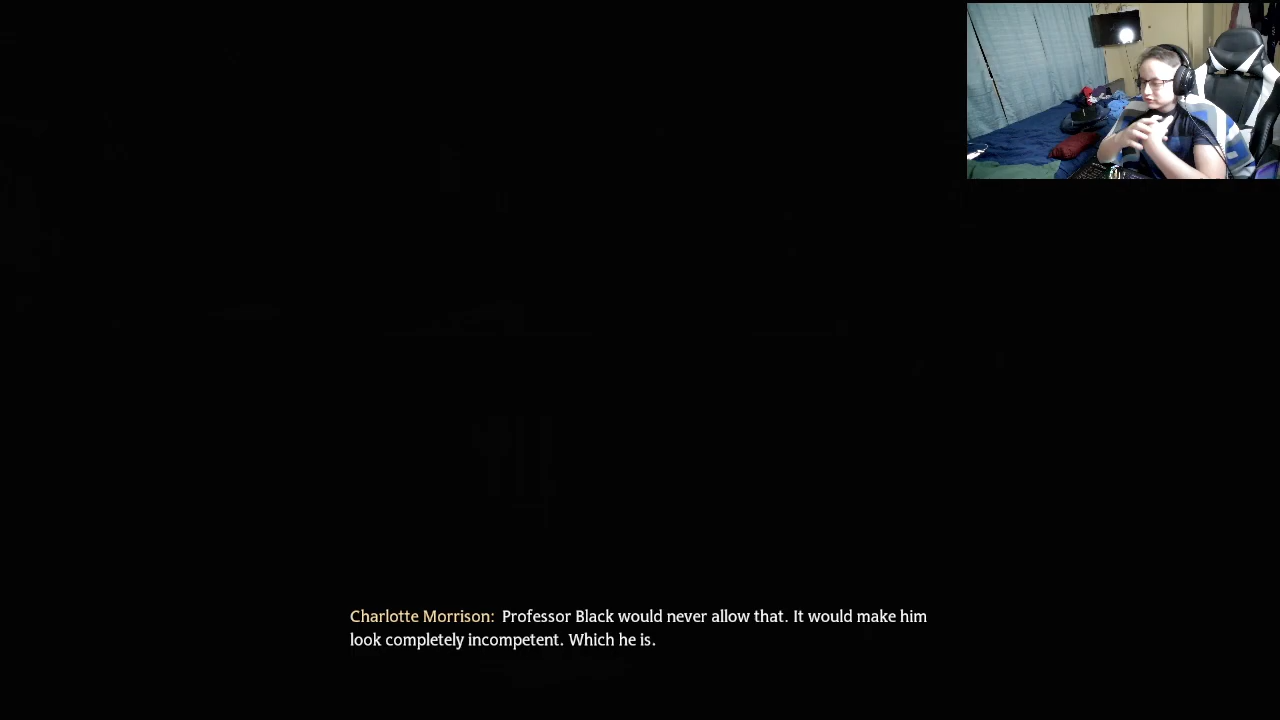 Charlotte Morrison: Professor Black would never allow that. It would make him
look completely incompetent. Which he is.